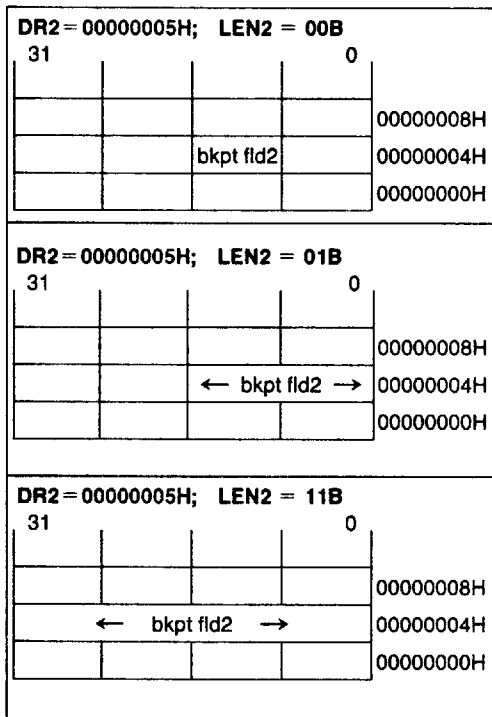 DR2=00000005H; LEN2 = 00B
31 0
00000008H
bkpt fld2 00000004H
00000000H
DR2=00000005H; LEN2 = 01B
31 0
00000008H
← bkpt fld2 → 00000004H
00000000H
DR2=00000005H; LEN2 = 11B
31 0
00000008H
← bkpt fld2 → 00000004H
00000000H